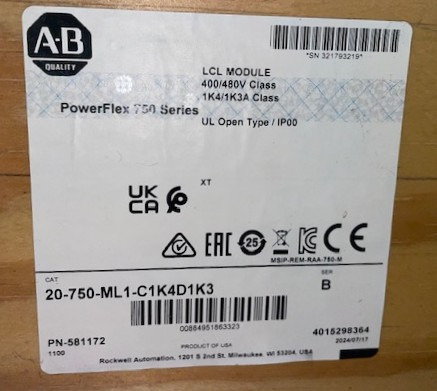 A-B
QUALITY
*SN 321793219*
LCL MODULE
400/480V Class
PowerFlex 750 Series
1K4/1K3A Class
UL Open Type / IP00
XT
UK
CA
EAC
25
CE
MSIP-REM-RAA-750-M
CAT
SER
20-750-ML1-C1K4D1K3
B
00884951863323
PN-581172
4015298364
1100
PRODUCT OF USA
2024/07/17
Rockwell Automation, 1201 S 2nd St, Milwaukee, WI 53204, USA